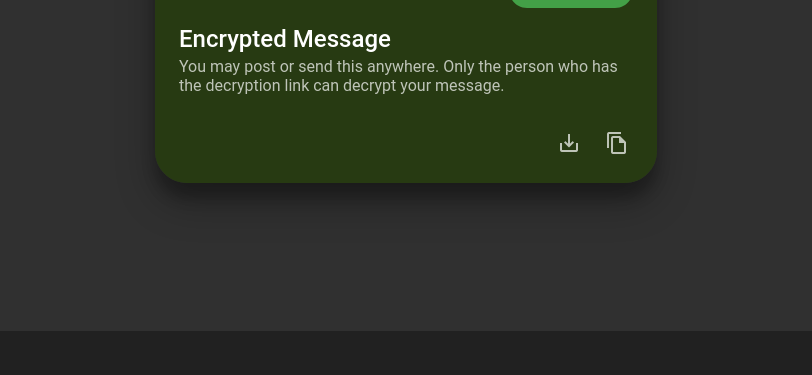 Encrypted Message
You may post or send this anywhere. Only the person who has
the decryption link can decrypt your message.